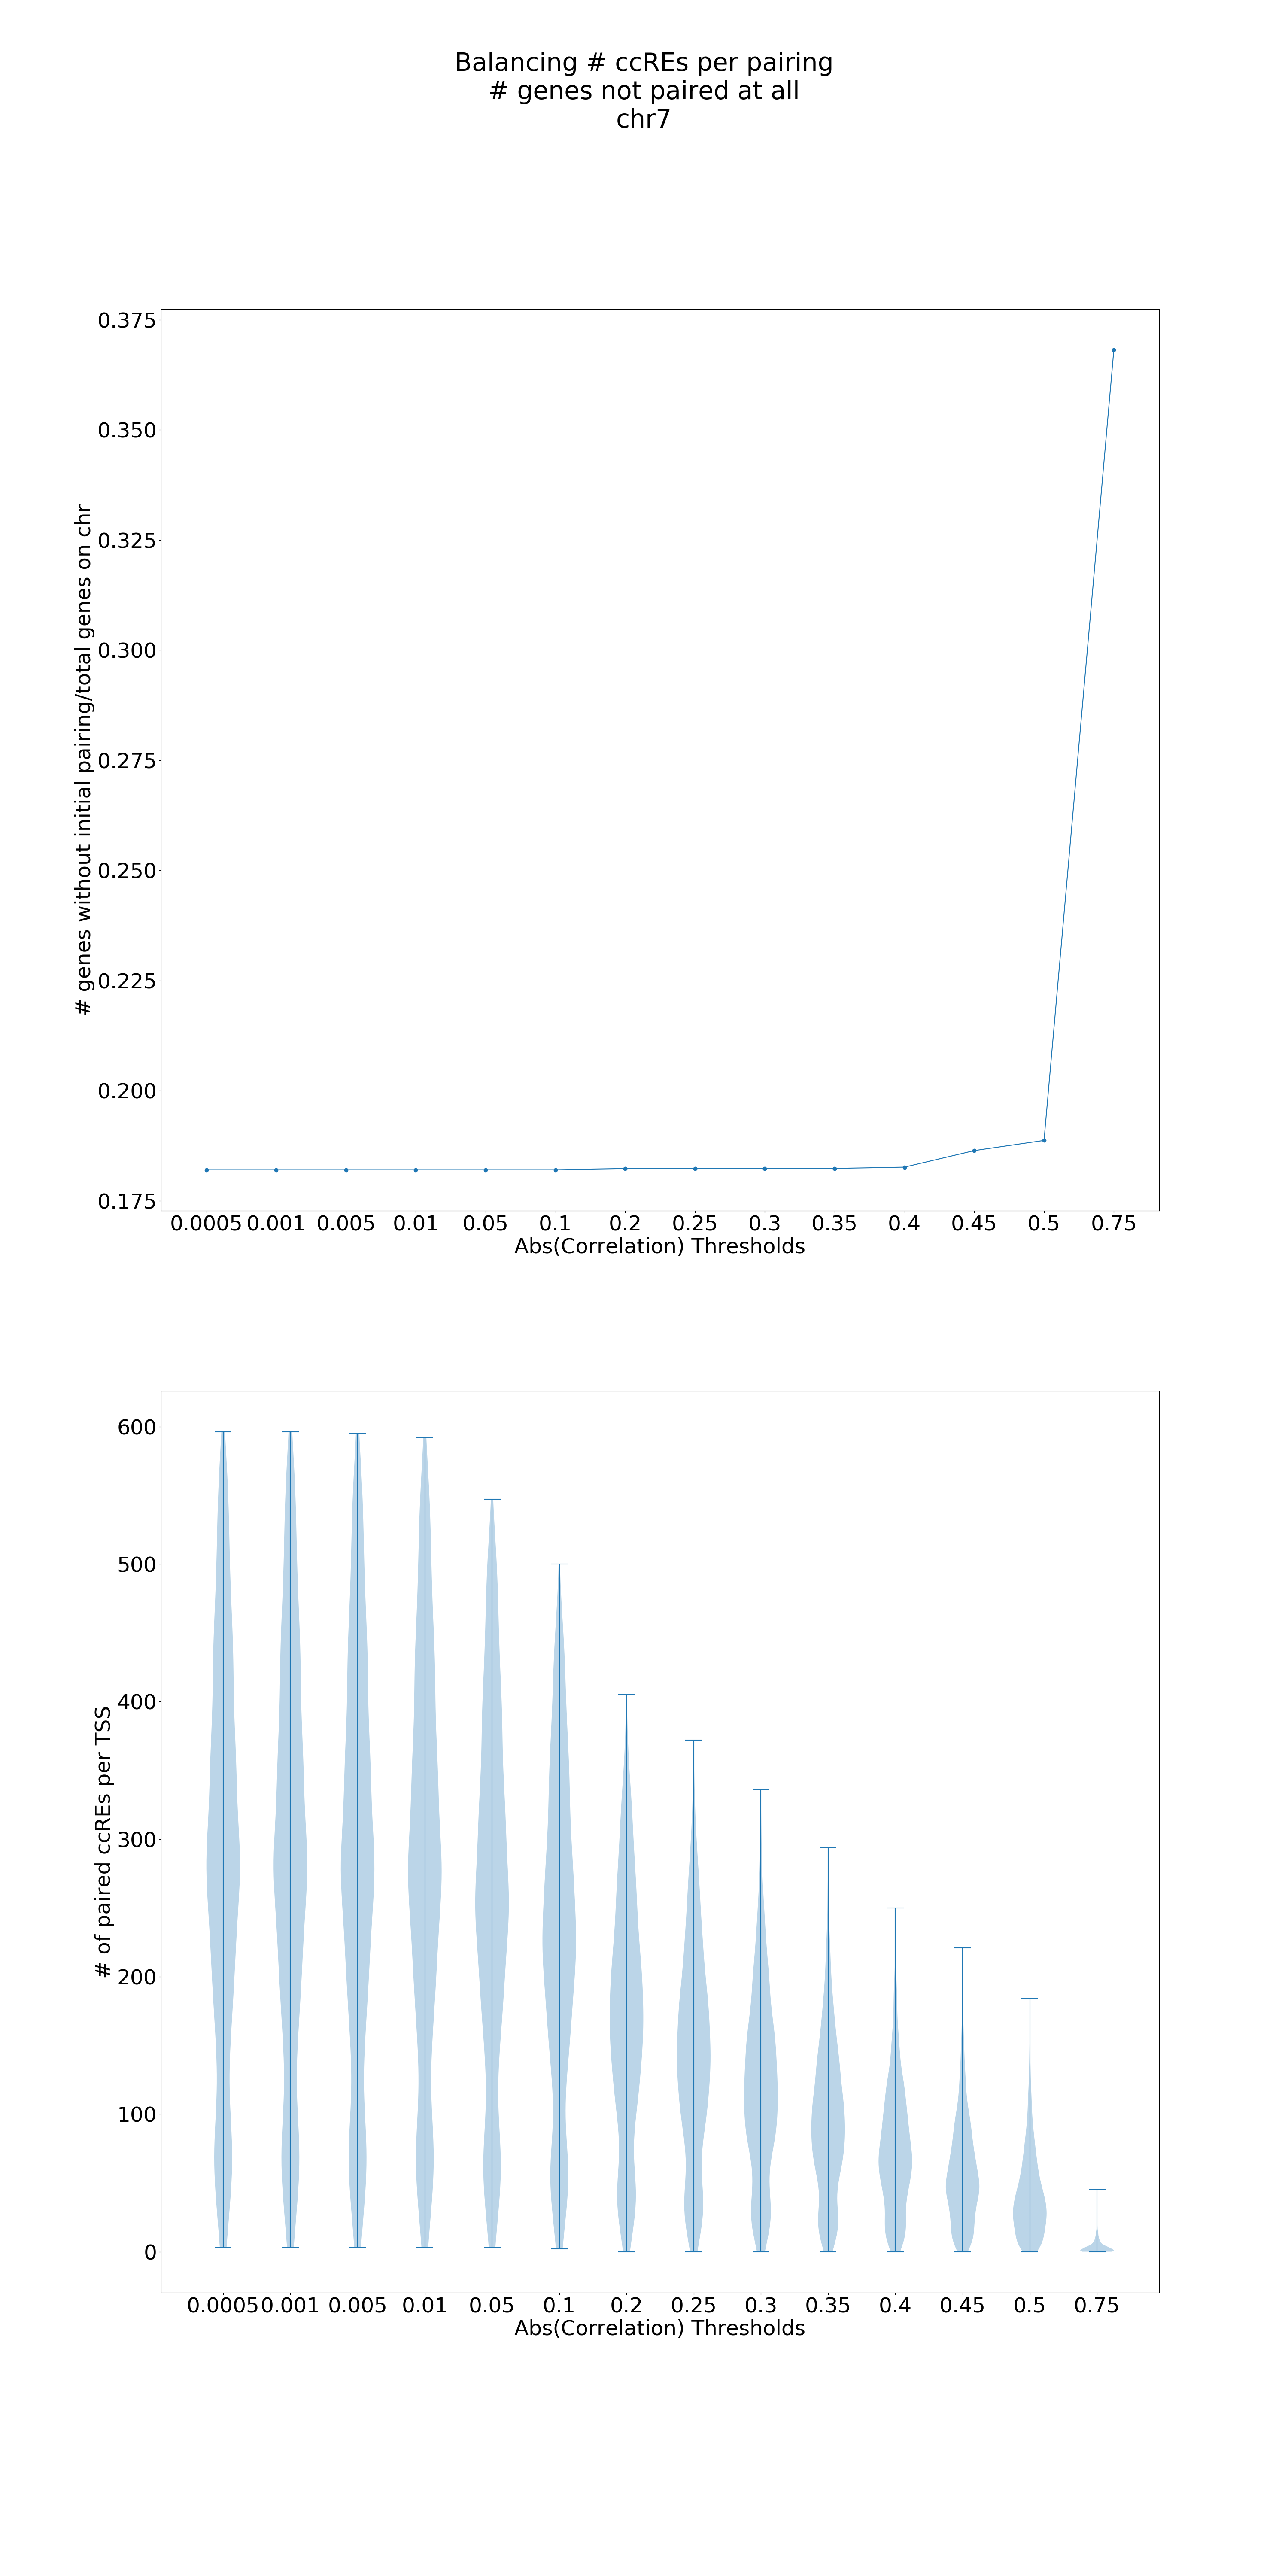 Balancing # ccREs per pairing
# genes not paired at all
chr7
# genes without initial pairing/total genes on chr
0.375
0.350
0.325
0.300
0.275
0.250
0.225
0.200
0.175
0.0005 0.001 0.005 0.01 0.05 0.1 0.2 0.25 0.3 0.35 0.4 0.45 0.5 0.75
Abs(Correlation) Thresholds
# of paired ccREs per TSS
600
500
400
300
200
100
0
0.0005 0.001 0.005 0.01 0.05 0.1 0.2 0.25 0.3 0.35 0.4 0.45 0.5 0.75
Abs(Correlation) Thresholds